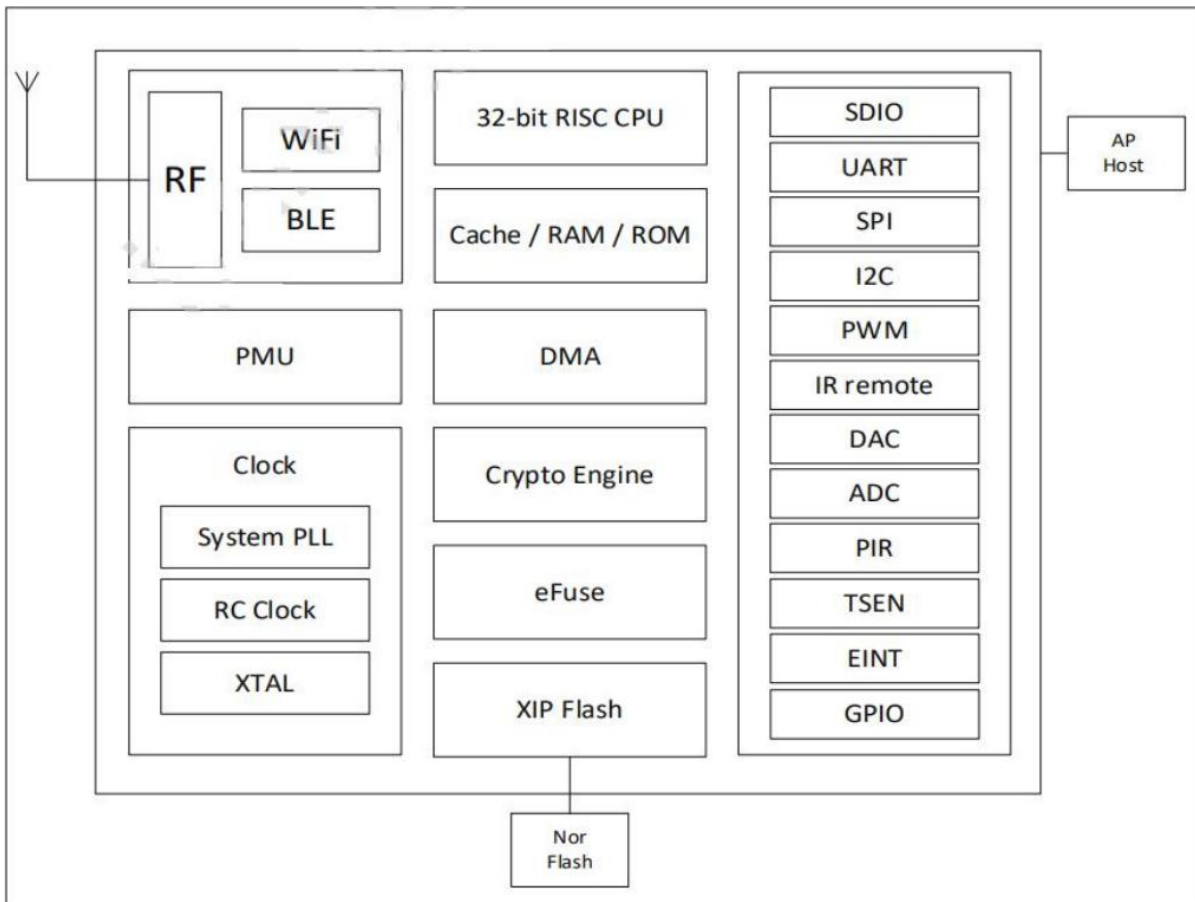 RF
WiFi
BLE
PMU
Clock
System PLL
RC Clock
XTAL
32-bit RISC CPU
Cache / RAM / ROM
DMA
Crypto Engine
eFuse
XIP Flash
SDIO
UART
SPI
I2C
PWM
IR remote
DAC
ADC
PIR
TSEN
EINT
GPIO
AP
Host
Nor
Flash